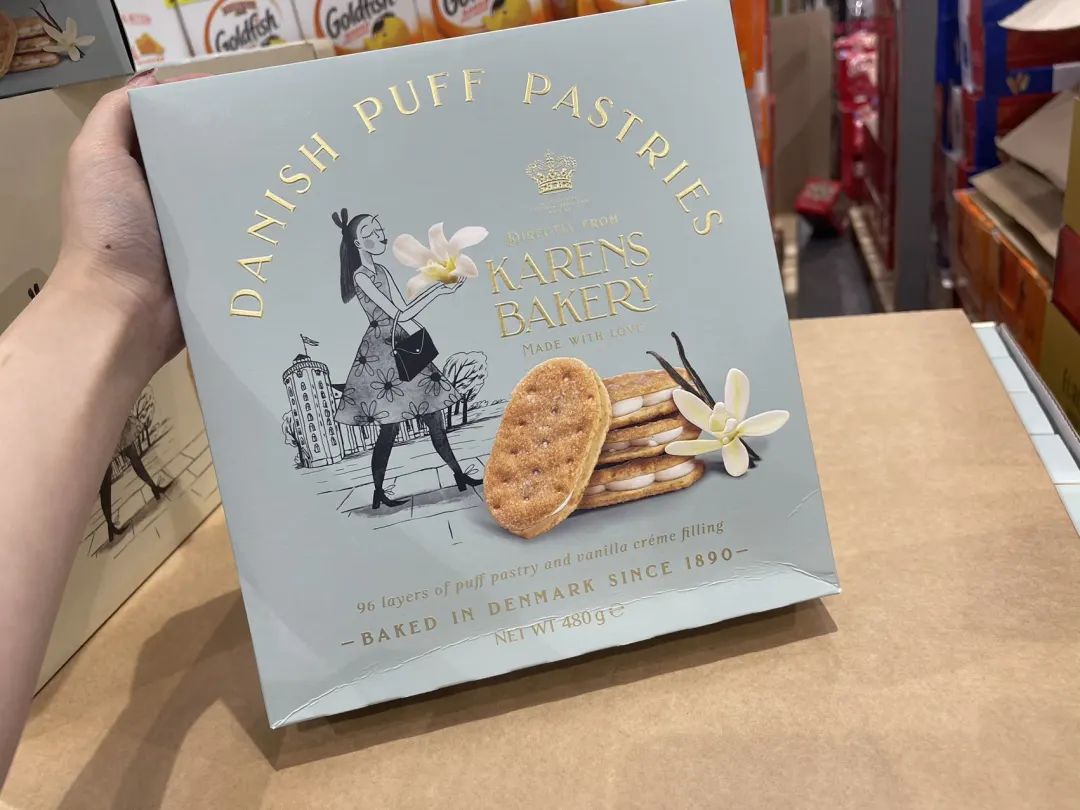 Goldfish
Goldfish
DANISH PUFF PASTRIES
DIRECTLY FROM
KARENS
BAKERY
MADE WITH LOVE
96 layers of puff pastry and vanilla créme filling
-BAKED IN DENMARK SINCE 1890-
NET WT 480 g ℮